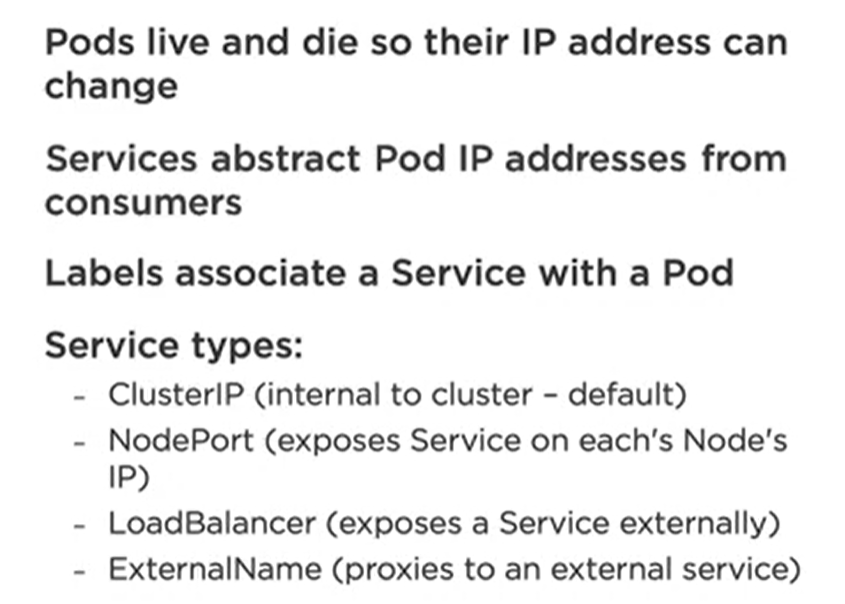 Pods live and die so their IP address can
change
Services abstract Pod IP addresses from
consumers
Labels associate a Service with a Pod
Service types:
- ClusterIP (internal to cluster – default)
- NodePort (exposes Service on each's Node's
IP)
- LoadBalancer (exposes a Service externally)
- ExternalName (proxies to an external service)